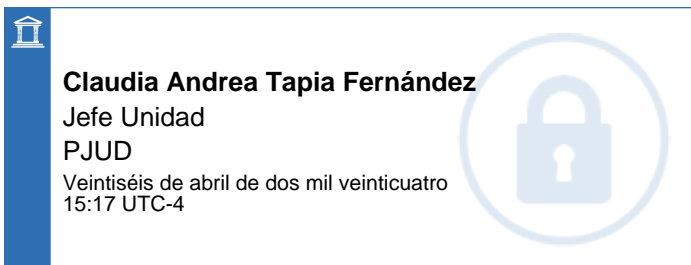 Claudia Andrea Tapia Fernández
Jefe Unidad
PJUD
Veintiséis de abril de dos mil veinticuatro
15:17 UTC-4